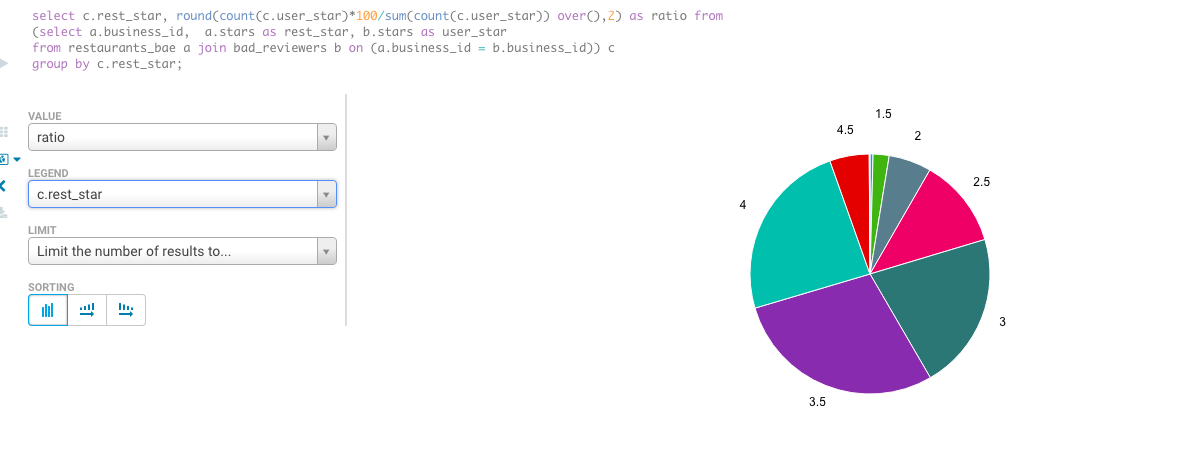 select c.rest_star, round(count(c.user_star)*100/sum(count(c.user_star)) over(),2) as ratio from
(select a.business_id,  a.stars as rest_star, b.stars as user_star
from restaurants_bae a join bad_reviewers b on (a.business_id = b.business_id)) c
group by c.rest_star;
VALUE
ratio
LEGEND
c.rest_star
LIMIT
Limit the number of results to...
SORTING
1.5
4.5
2
2.5
4
3
3.5